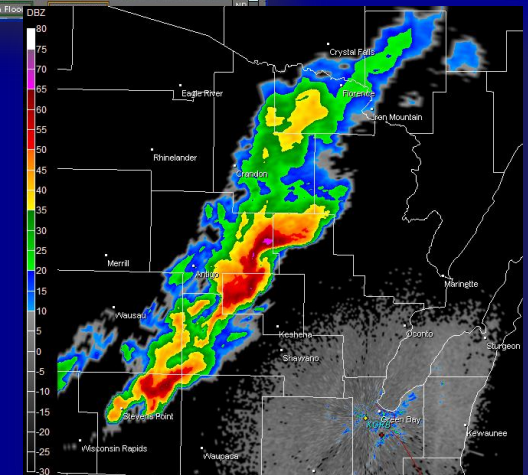 Floo
DBZ
80
75
70
65
60
55
50
45
40
35
30
25
20
15
10
5
0
-5
-10
-15
-20
-25
-30
Crystal Falls
Eagle River
Florence
Iron Mountain
Rhinelander
Crandon
Merrill
Antigo
Marinette
Wausau
Keshena
Oconto
Sturgeon
Shawano
Stevens Point
Green Bay
KGRB
Kewaunee
Wisconsin Rapids
Waupaca